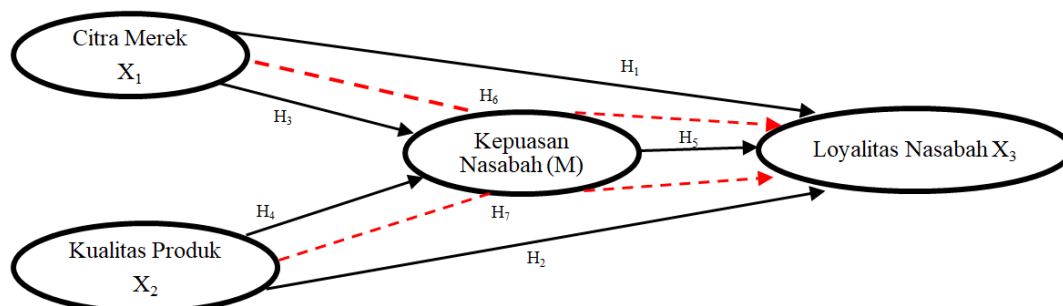 Citra Merek
X1
H1
H6
H3
Kepuasan
Nasabah (M)
H5
Loyalitas Nasabah X3
H4
H7
Kualitas Produk
X2
H2